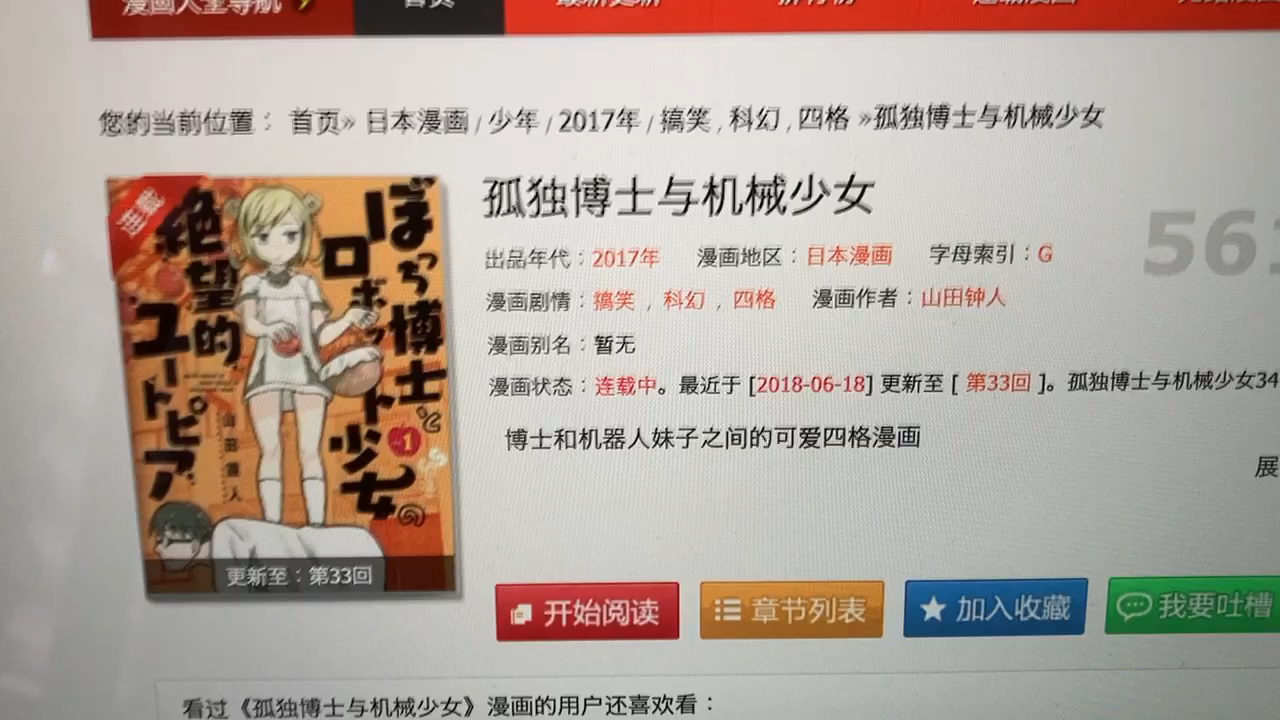 漫画人堂导航
首页
您的当前位置： 首页» 日本漫画 / 少年 / 2017年 / 搞笑 , 科幻 , 四格 »孤独博士与机械少女
连载
ぼっち博士と
ロボット少女の
絶望的
ユートピア
1
孤独博士与机械少女
出品年代：2017年 漫画地区：日本漫画 字母索引：G
561
漫画剧情：搞笑 , 科幻 , 四格 漫画作者：山田钟人
漫画别名：暂无
漫画状态：连载中。最近于 [2018-06-18] 更新至 [ 第33回 ]。孤独博士与机械少女34
博士和机器人妹子之间的可爱四格漫画
展
更新至：第33回
开始阅读 章节列表 加入收藏 我要吐槽
看过《孤独博士与机械少女》漫画的用户还喜欢看：